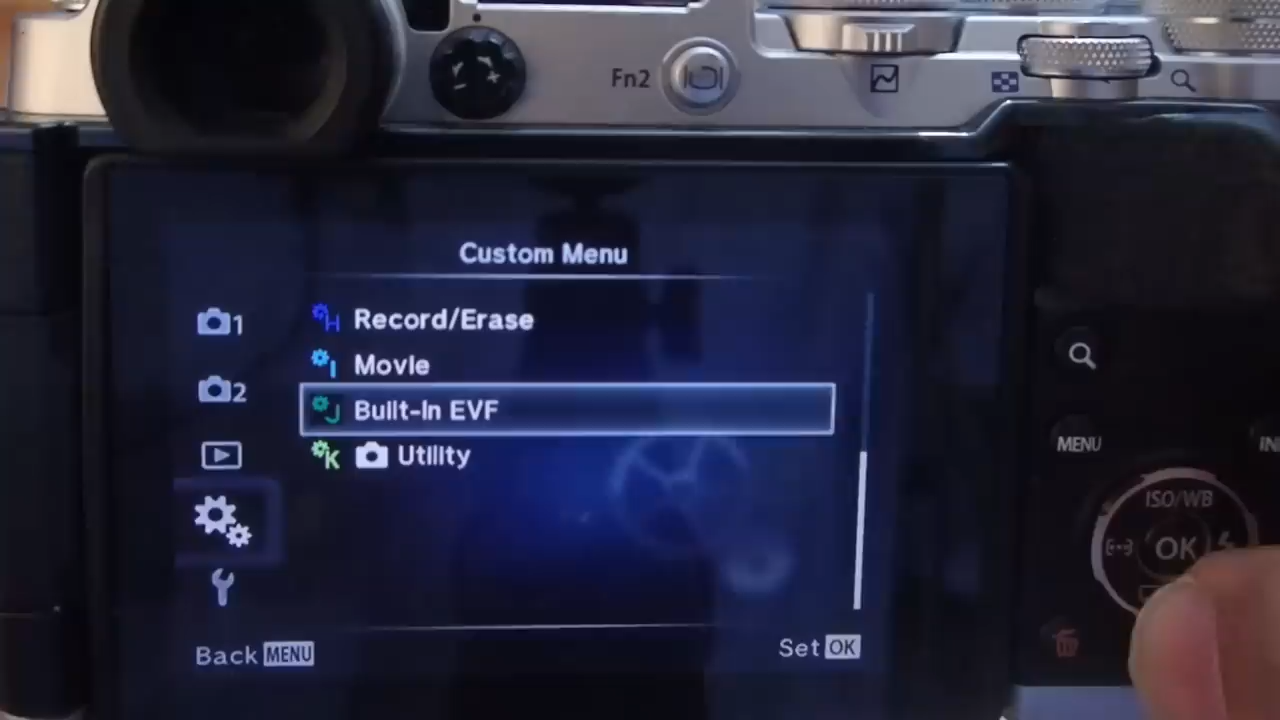 Fn2
Custom Menu
1
H Record/Erase
I Movie
2
J Built-In EVF
K Utility
MENU
ISO/WB
OK
Back MENU
Set OK